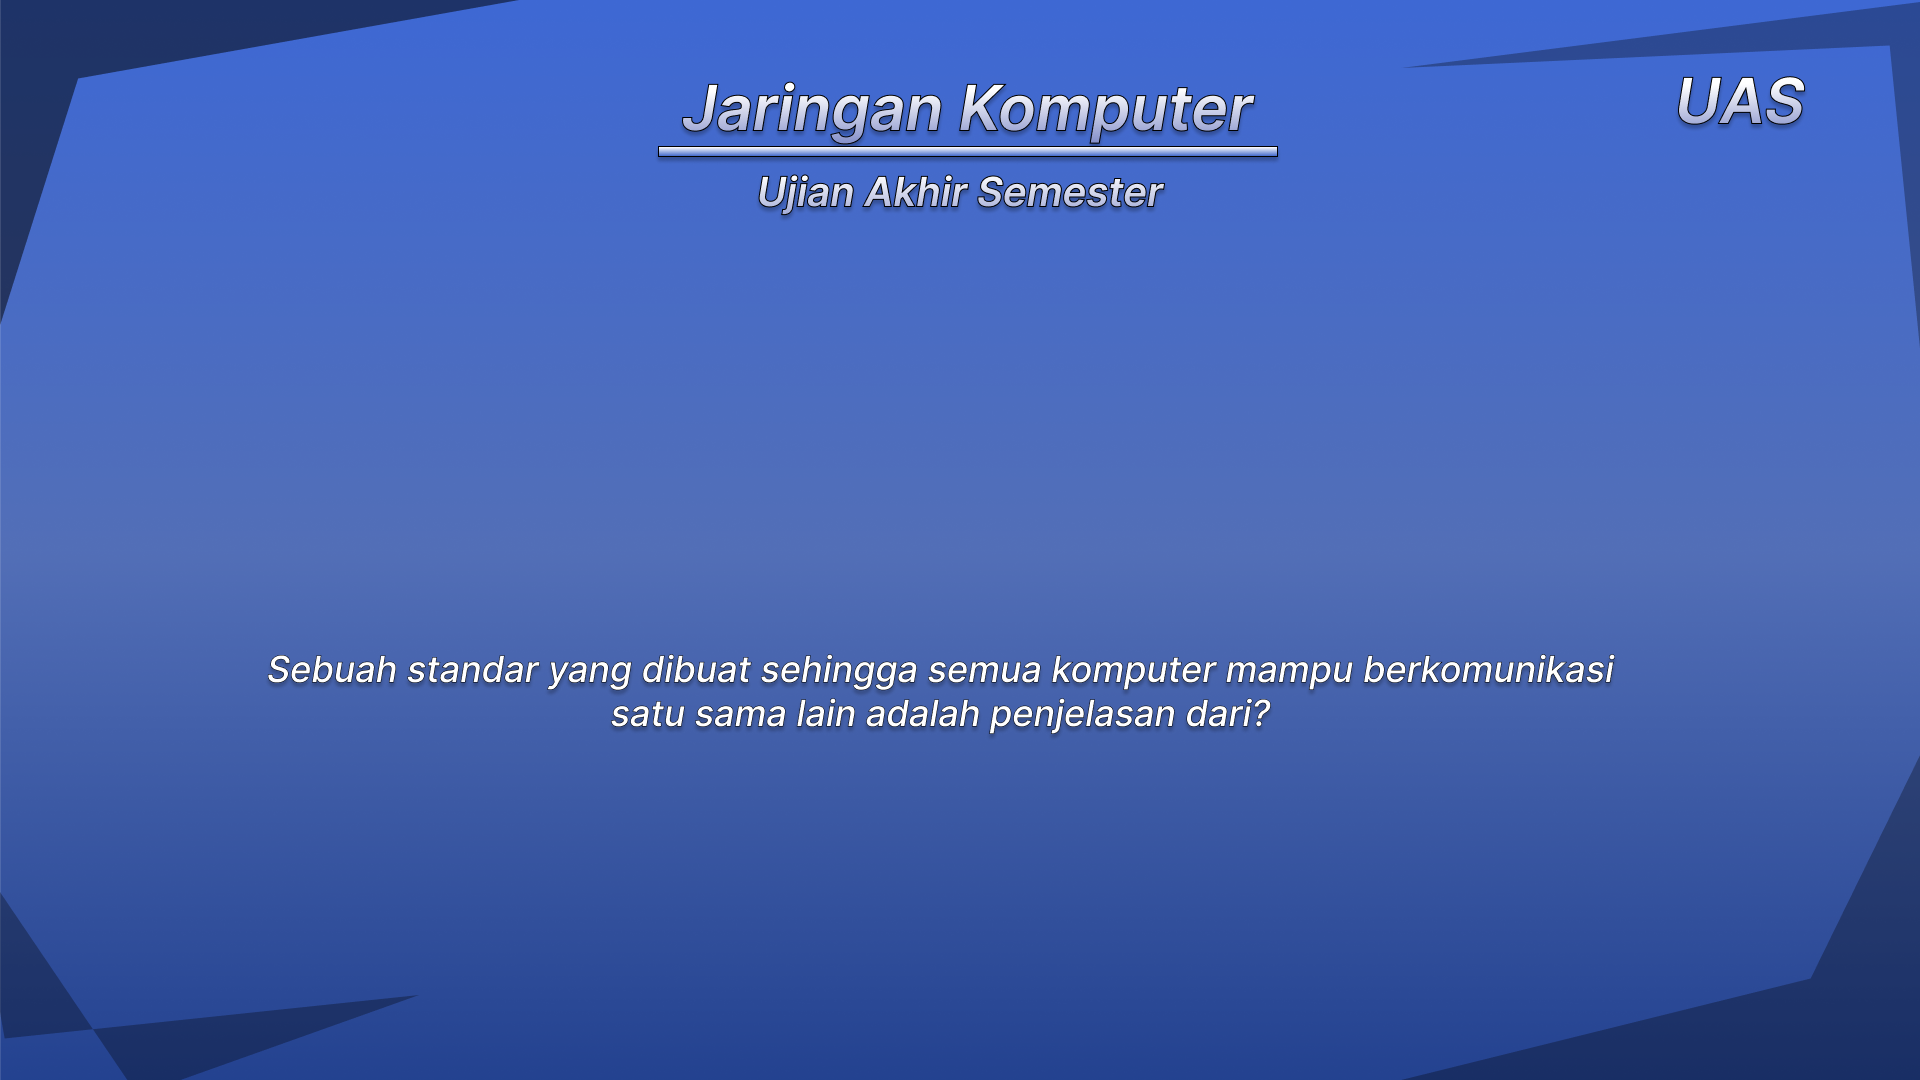 Jaringan Komputer
UAS
Ujian Akhir Semester
Sebuah standar yang dibuat sehingga semua komputer mampu berkomunikasi
satu sama lain adalah penjelasan dari?